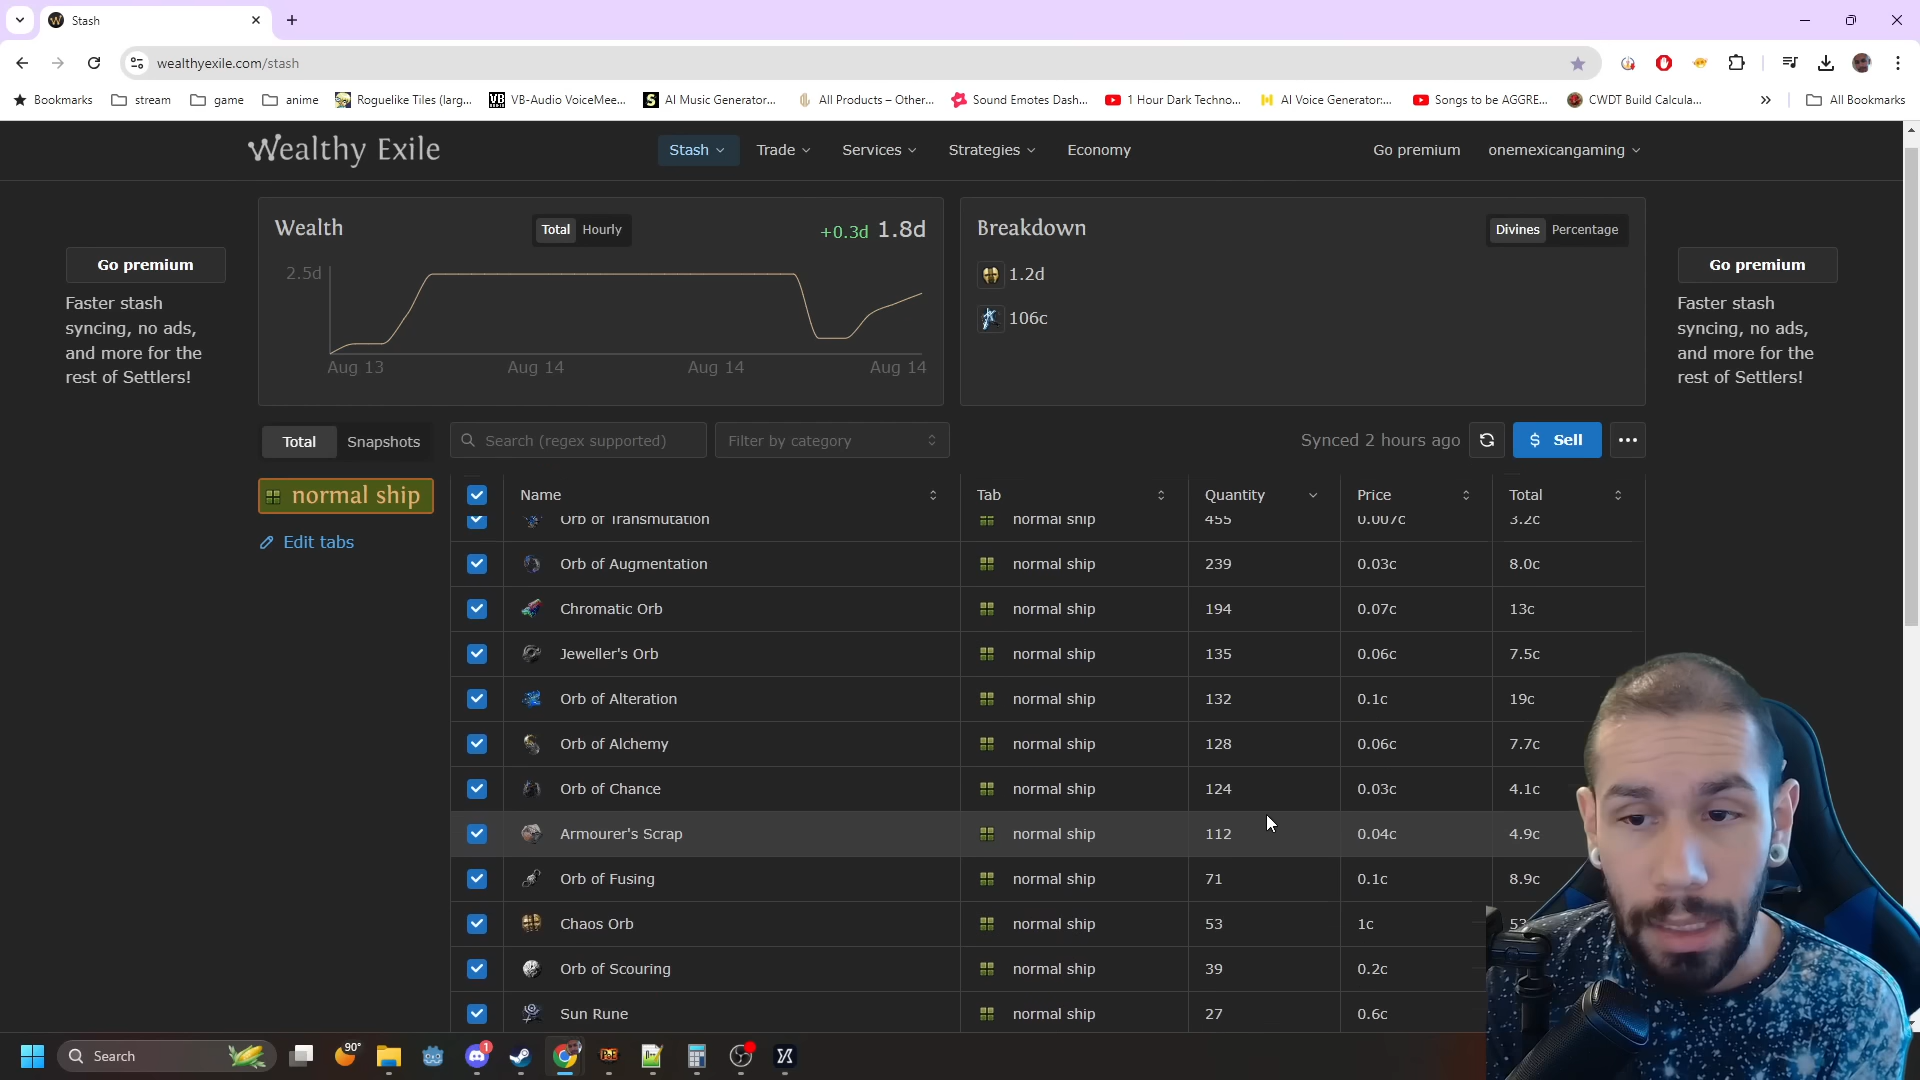 Stash
wealthyexile.com/stash
Bookmarks
stream
game
anime
Roguelike Tiles (larg...
VB-Audio VoiceMee...
AI Music Generator...
All Products – Other...
Sound Emotes Dash...
1 Hour Dark Techno...
AI Voice Generator:...
Songs to be AGGRE...
CWDT Build Calcula...
All Bookmarks
Wealthy Exile
Stash
Trade
Services
Strategies
Economy
Go premium
onemexicangaming
Wealth
Total Hourly
+0.3d 1.8d
2.5d
Aug 13
Aug 14
Aug 14
Aug 14
Breakdown
Divines Percentage
1.2d
106c
Go premium
Faster stash
syncing, no ads,
and more for the
rest of Settlers!
Go premium
Faster stash
syncing, no ads,
and more for the
rest of Settlers!
Total Snapshots
Search (regex supported)
Filter by category
Synced 2 hours ago
$ Sell
normal ship
Edit tabs
Name Tab Quantity Price Total
Orb of Transmutation normal ship 455 0.007c 3.2c
Orb of Augmentation normal ship 239 0.03c 8.0c
Chromatic Orb normal ship 194 0.07c 13c
Jeweller's Orb normal ship 135 0.06c 7.5c
Orb of Alteration normal ship 132 0.1c 19c
Orb of Alchemy normal ship 128 0.06c 7.7c
Orb of Chance normal ship 124 0.03c 4.1c
Armourer's Scrap normal ship 112 0.04c 4.9c
Orb of Fusing normal ship 71 0.1c 8.9c
Chaos Orb normal ship 53 1c
Orb of Scouring normal ship 39 0.2c
Sun Rune normal ship 27 0.6c
Search
90°
1